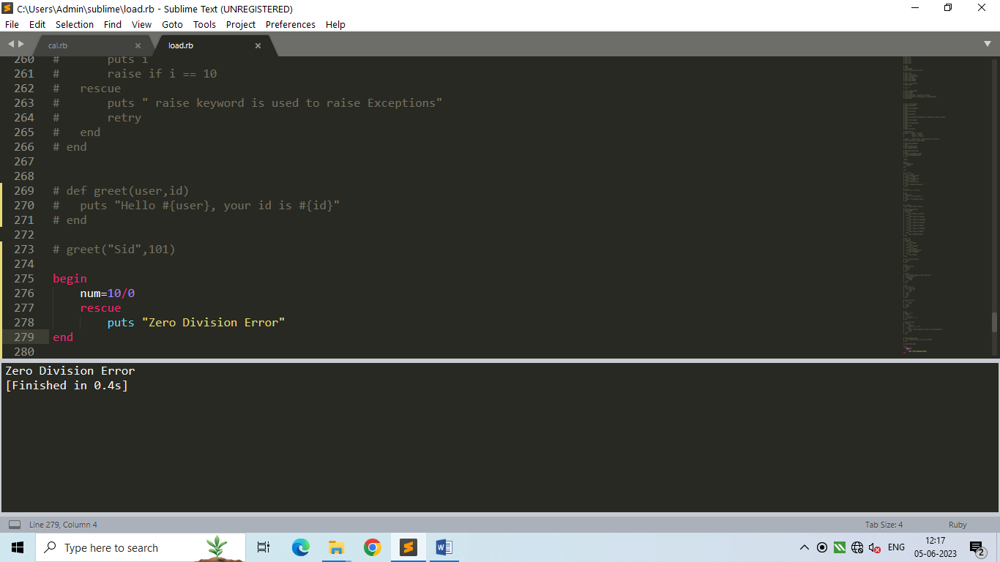 C:\Users\Admin\sublime\load.rb - Sublime Text (UNREGISTERED)
File Edit Selection Find View Goto Tools Project Preferences Help
cal.rb load.rb
260 # puts i
261 # raise if i == 10
262 # rescue
263 # puts " raise keyword is used to raise Exceptions"
264 # retry
265 # end
266 # end
267
268
269 # def greet(user,id)
270 # puts "Hello #{user}, your id is #{id}"
271 # end
272
273 # greet("Sid",101)
274
275 begin
276 num=10/0
277 rescue
278 puts "Zero Division Error"
279 end
280
Zero Division Error
[Finished in 0.4s]
Line 279, Column 4 Tab Size: 4 Ruby
Type here to search ENG 12:17
05-06-2023 2